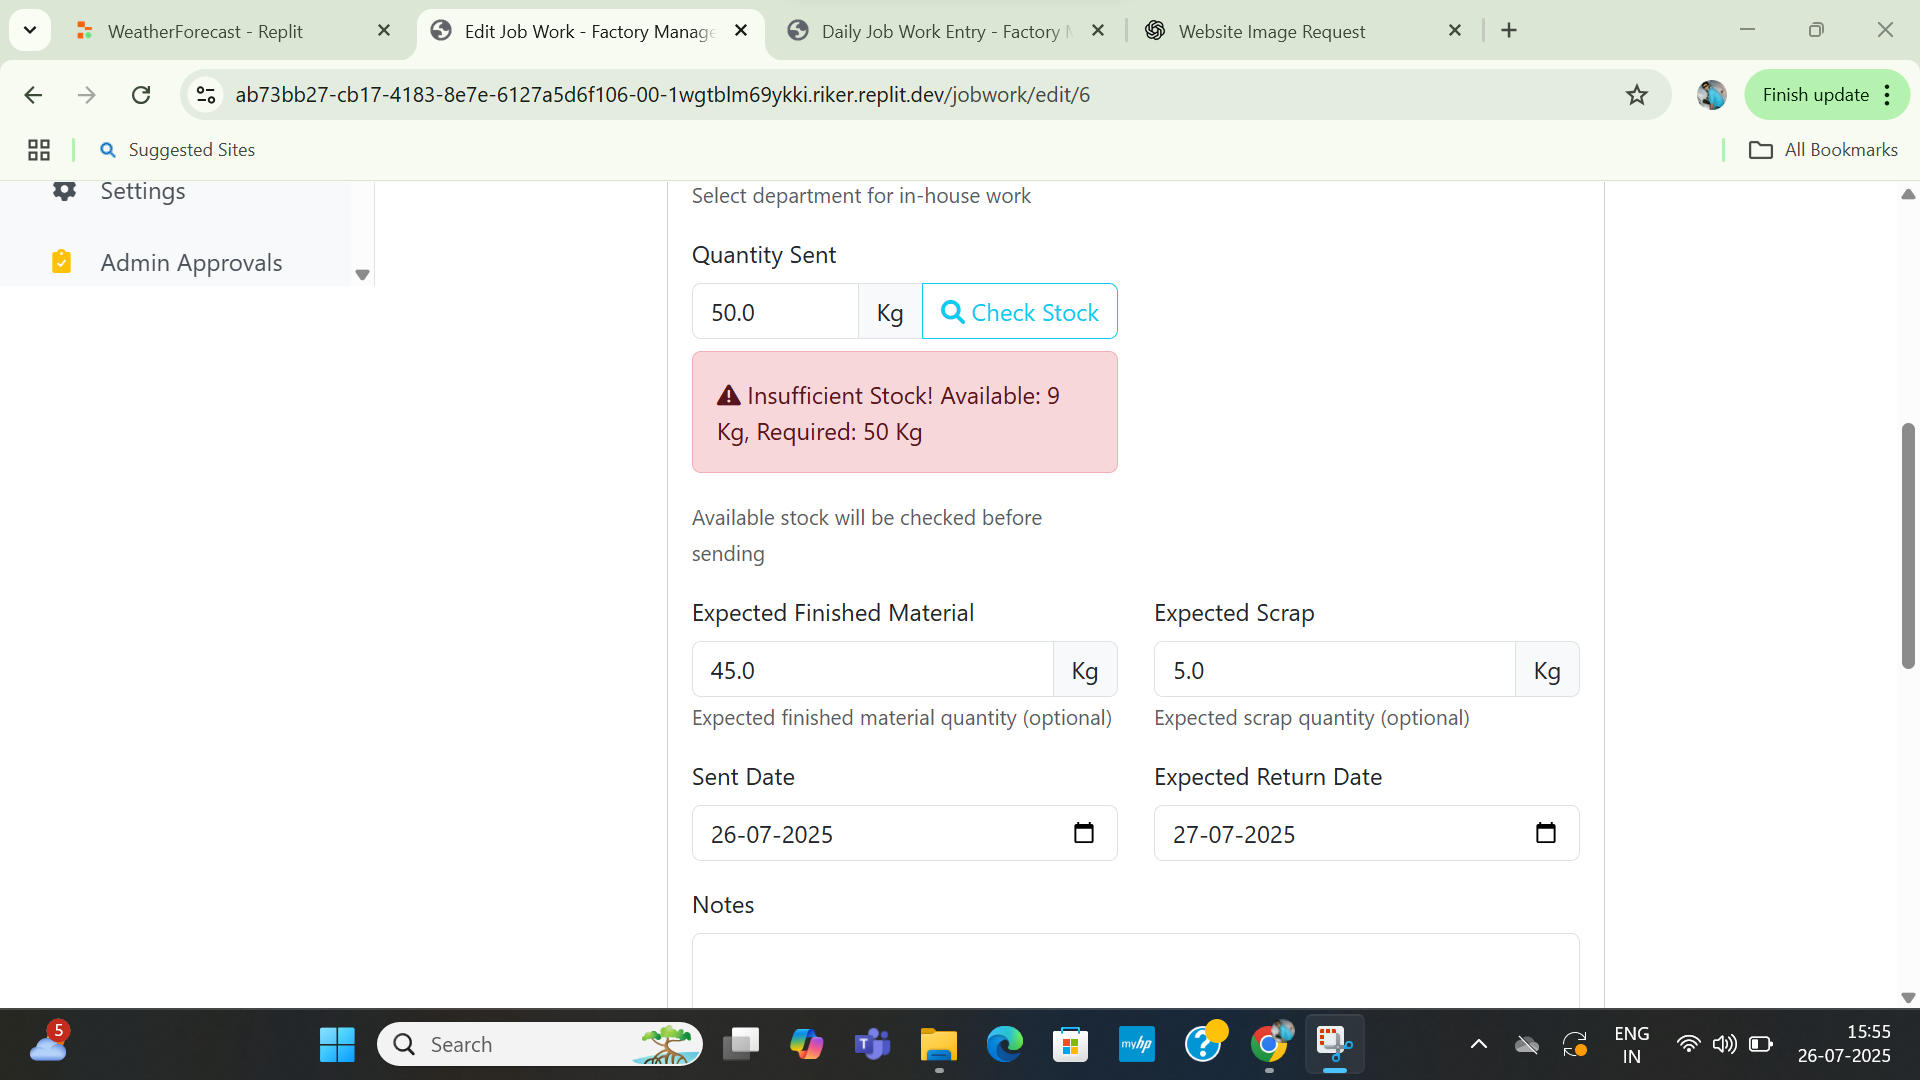 WeatherForecast - Replit
Edit Job Work - Factory Manage
Daily Job Work Entry - Factory M
Website Image Request
ab73bb27-cb17-4183-8e7e-6127a5d6f106-00-1wgtblm69ykki.riker.replit.dev/jobwork/edit/6
Finish update
Suggested Sites
All Bookmarks
Settings
Admin Approvals
Select department for in-house work
Quantity Sent
50.0 Kg Check Stock
Insufficient Stock! Available: 9
Kg, Required: 50 Kg
Available stock will be checked before
sending
Expected Finished Material
45.0 Kg
Expected finished material quantity (optional)
Expected Scrap
5.0 Kg
Expected scrap quantity (optional)
Sent Date
26-07-2025
Expected Return Date
27-07-2025
Notes
5
Search
T
myhp
?
ENG
IN
15:55
26-07-2025